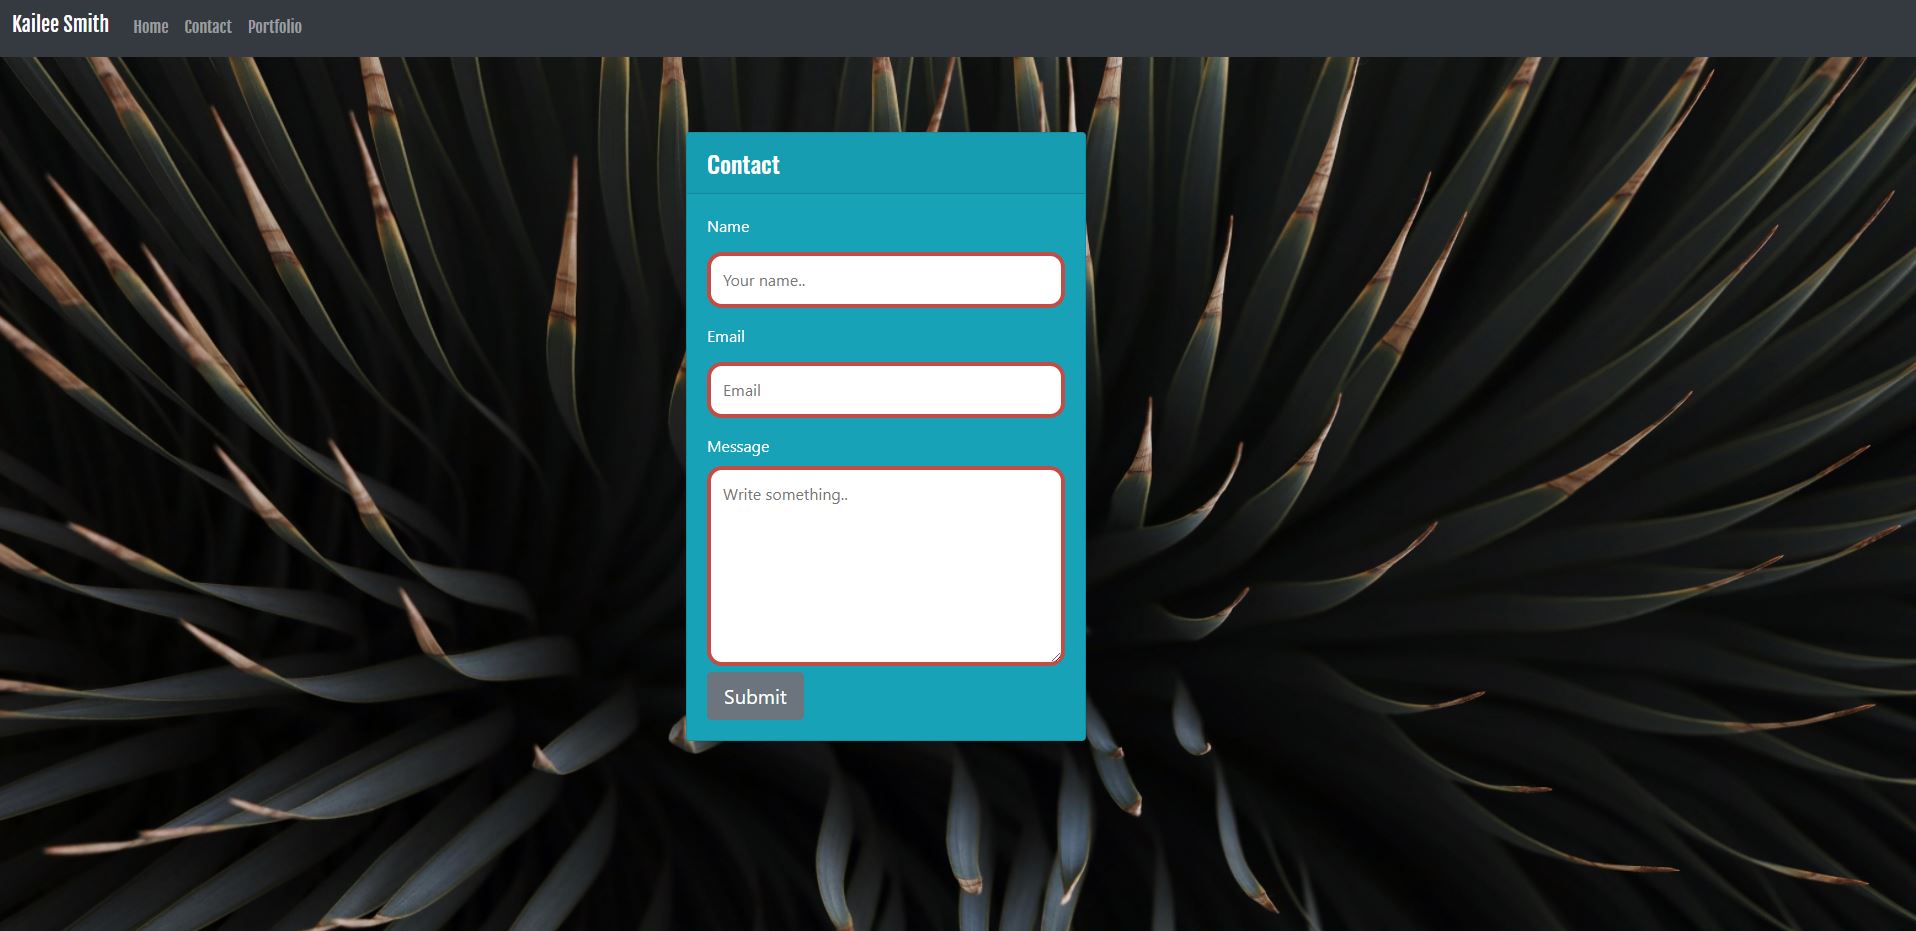 Kailee Smith Home Contact Portfolio
Contact
Name
Your name..
Email
Email
Message
Write something..
Submit